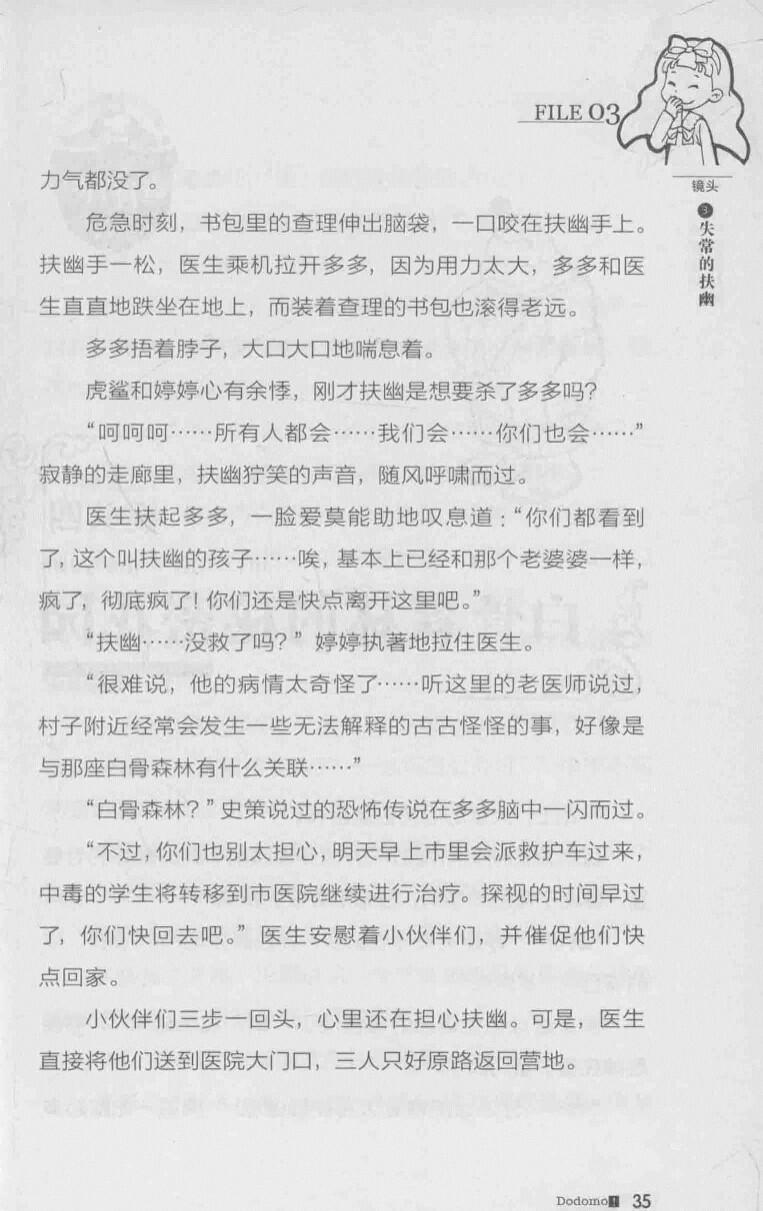 FILE 03
镜头
3
失常的扶幽
力气都没了。
危急时刻，书包里的查理伸出脑袋，一口咬在扶幽手上。
扶幽手一松，医生乘机拉开多多，因为用力太大，多多和医
生直直地跌坐在地上，而装着查理的书包也滚得老远。
多多捂着脖子，大口大口地喘息着。
虎鲨和婷婷心有余悸，刚才扶幽是想要杀了多多吗？
“呵呵呵……所有人都会……我们会……你们也会……”
寂静的走廊里，扶幽狞笑的声音，随风呼啸而过。
医生扶起多多，一脸爱莫能助地叹息道：“你们都看到
了，这个叫扶幽的孩子……唉，基本上已经和那个老婆婆一样，
疯了，彻底疯了！你们还是快点离开这里吧。”
“扶幽……没救了吗？”婷婷执著地拉住医生。
“很难说，他的病情太奇怪了……听这里的老医师说过，
村子附近经常会发生一些无法解释的古古怪怪的事，好像是
与那座白骨森林有什么关联……”
“白骨森林？”史策说过的恐怖传说在多多脑中一闪而过。
“不过，你们也别太担心，明天早上市里会派救护车过来，
中毒的学生将转移到市医院继续进行治疗。探视的时间早过
了，你们快回去吧。”医生安慰着小伙伴们，并催促他们快
点回家。
小伙伴们三步一回头，心里还在担心扶幽。可是，医生
直接将他们送到医院大门口，三人只好原路返回营地。
Dodomo1 35